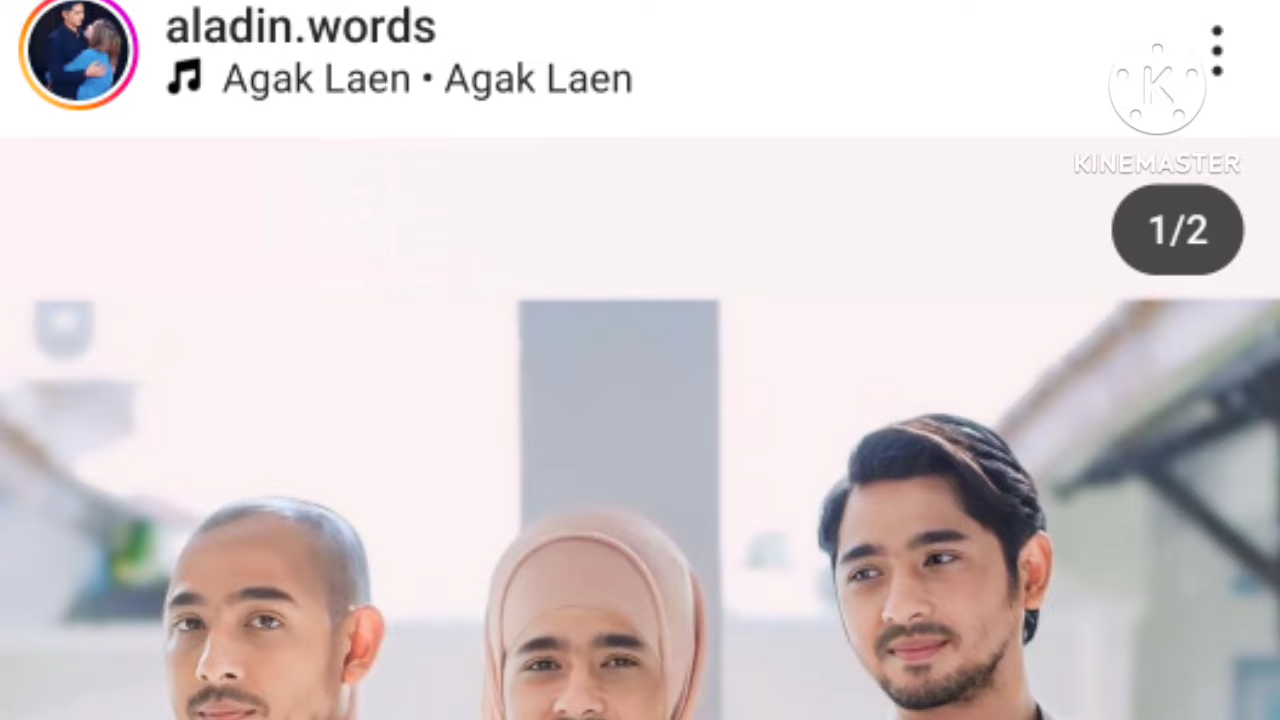 aladin.words
Agak Laen • Agak Laen
K
KINEMASTER
1/2